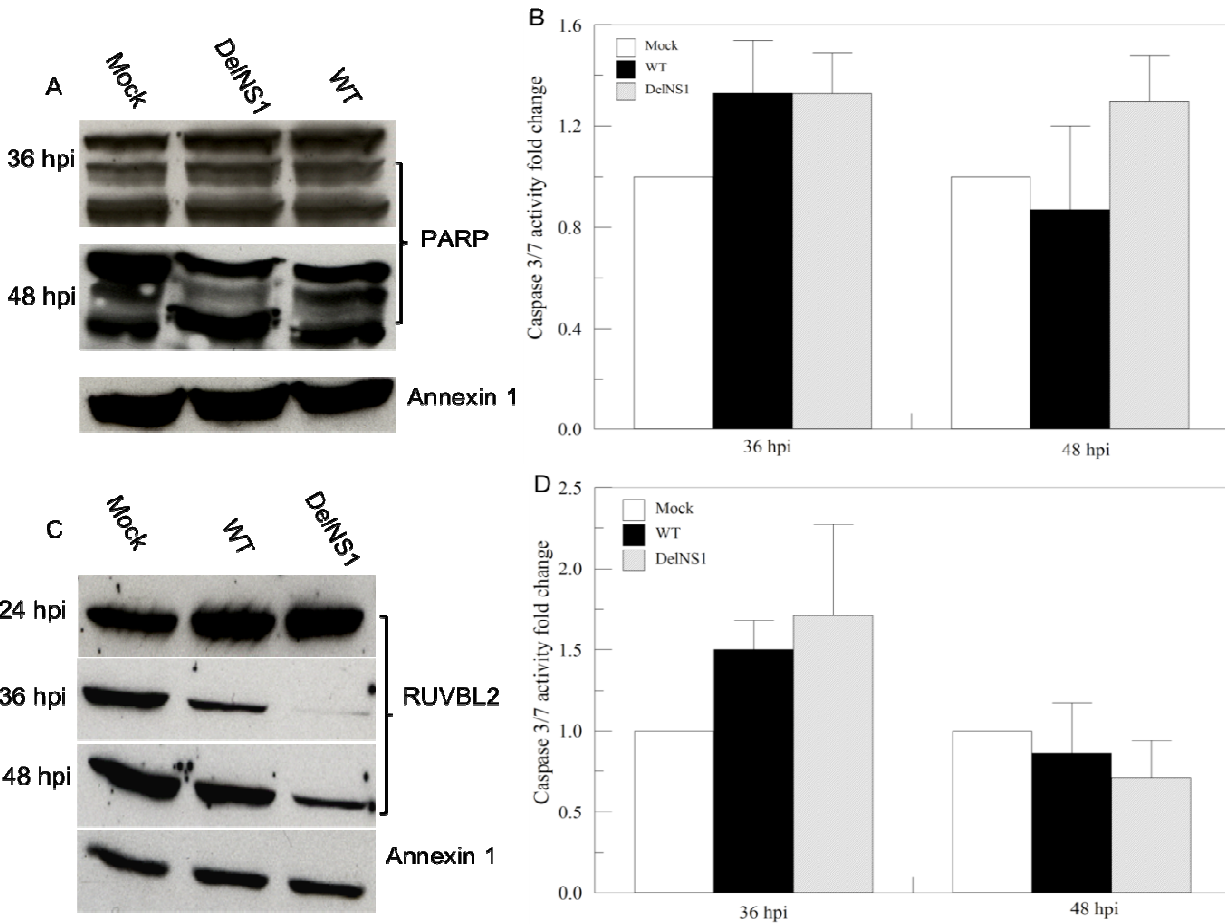 A
Mock
DelNS1
WT
36 hpi
48 hpi
PARP
Annexin 1
B
1.6
1.2
0.8
0.4
0.0
Caspase 3/7 activity fold change
Mock
WT
DelNS1
36 hpi
48 hpi
C
Mock
WT
DelNS1
24 hpi
36 hpi
48 hpi
RUVBL2
Annexin 1
D
2.5
2.0
1.5
1.0
0.5
0.0
Caspase 3/7 activity fold change
Mock
WT
DelNS1
36 hpi
48 hpi